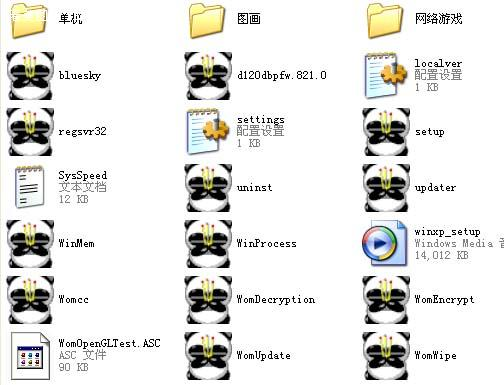 单机
图画
网络游戏
bluesky
d120dbpfw.821.0
localver
配置设置
1 KB
regsvr32
settings
配置设置
1 KB
setup
SysSpeed
文本文档
12 KB
uninst
updater
WinMem
WinProcess
winxp_setup
Windows Media
14,012 KB
Womcc
WomDecryption
WomEncrypt
WomOpenGLTest.ASC
ASC 文件
90 KB
WomUpdate
WomWipe